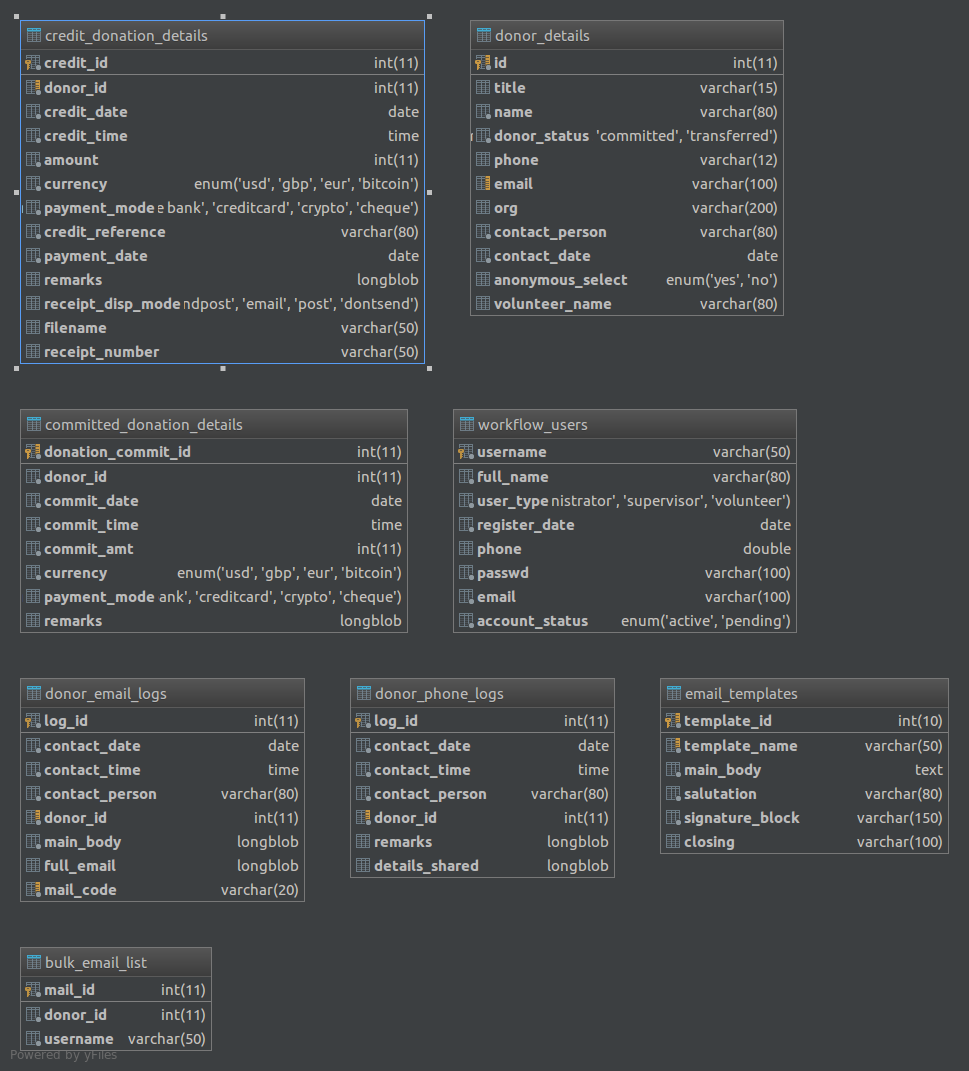 credit_donation_details
credit_id int(11)
donor_id int(11)
credit_date date
credit_time time
amount int(11)
currency enum('usd', 'gbp', 'eur', 'bitcoin')
payment_mode e bank', 'creditcard', 'crypto', 'cheque')
credit_reference varchar(80)
payment_date date
remarks longblob
receipt_disp_mode ndpost', 'email', 'post', 'dontsend')
filename varchar(50)
receipt_number varchar(50)
donor_details
id int(11)
title varchar(15)
name varchar(80)
donor_status 'committed', 'transferred')
phone varchar(12)
email varchar(100)
org varchar(200)
contact_person varchar(80)
contact_date date
anonymous_select enum('yes', 'no')
volunteer_name varchar(80)
committed_donation_details
donation_commit_id int(11)
donor_id int(11)
commit_date date
commit_time time
commit_amt int(11)
currency enum('usd', 'gbp', 'eur', 'bitcoin')
payment_mode ank', 'creditcard', 'crypto', 'cheque')
remarks longblob
workflow_users
username varchar(50)
full_name varchar(80)
user_type nistrator', 'supervisor', 'volunteer')
register_date date
phone double
passwd varchar(100)
email varchar(100)
account_status enum('active', 'pending')
donor_email_logs
log_id int(11)
contact_date date
contact_time time
contact_person varchar(80)
donor_id int(11)
main_body longblob
full_email longblob
mail_code varchar(20)
donor_phone_logs
log_id int(11)
contact_date date
contact_time time
contact_person varchar(80)
donor_id int(11)
remarks longblob
details_shared longblob
email_templates
template_id int(10)
template_name varchar(50)
main_body text
salutation varchar(80)
signature_block varchar(150)
closing varchar(100)
bulk_email_list
mail_id int(11)
donor_id int(11)
username varchar(50)
Powered by yFiles